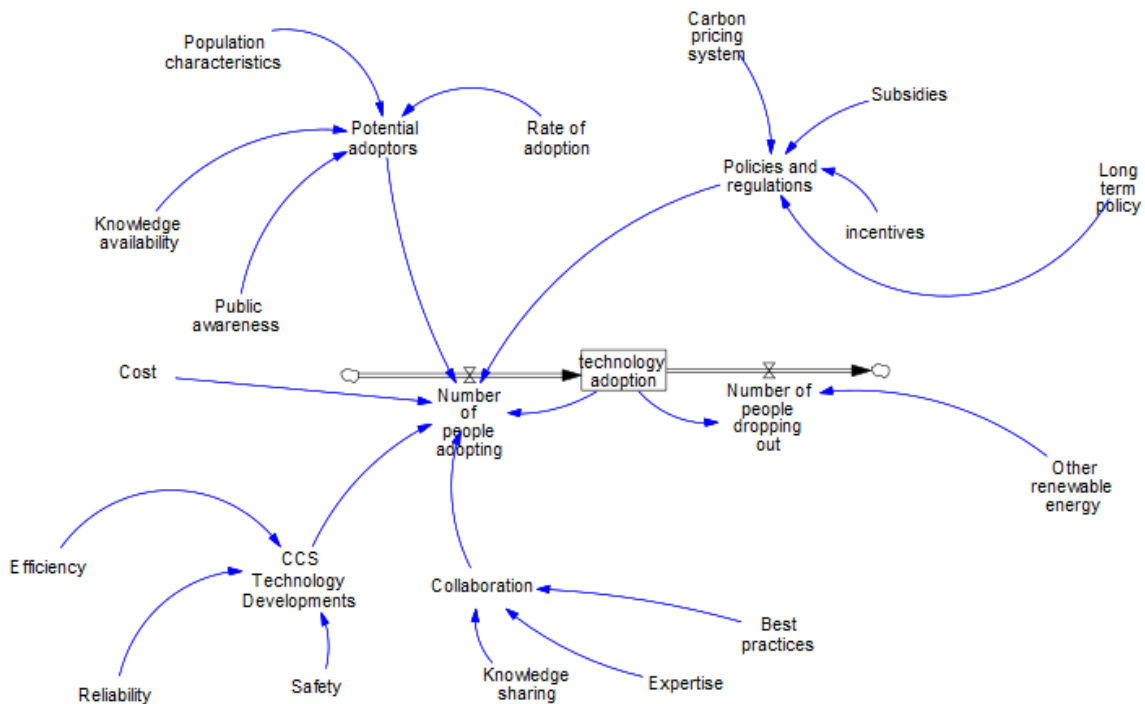 Carbon
pricing
system
Population
characteristics
Subsidies
Potential
adoptors
Rate of
adoption
Policies and
regulations
Long
term
policy
Knowledge
availability
incentives
Public
awareness
technology
adoption
Cost
Number
of
people
adopting
Number of
people
dropping
out
Other
renewable
energy
Efficiency
CCS
Technology
Developments
Collaboration
Best
practices
Reliability
Safety
Knowledge
sharing
Expertise